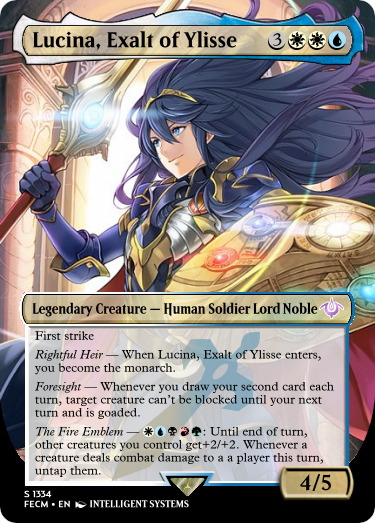 Lucina, Exalt of Ylisse 3
Legendary Creature — Human Soldier Lord Noble
First strike
Rightful Heir — When Lucina, Exalt of Ylisse enters,
you become the monarch.
Foresight — Whenever you draw your second card each
turn, target creature can't be blocked until your next
turn and is goaded.
The Fire Emblem — : Until end of turn,
other creatures you control get+2/+2. Whenever a
creature deals combat damage to a a player this turn,
untap them.
4/5
S 1334
FECM • EN INTELLIGENT SYSTEMS